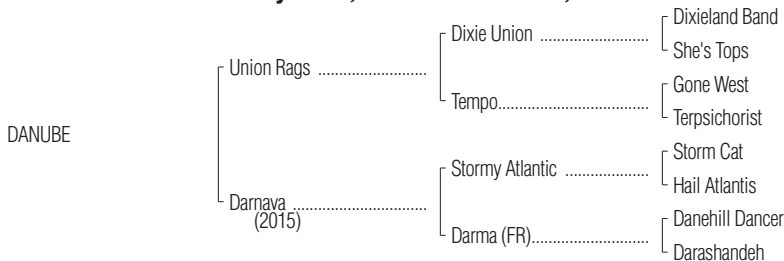 Dixieland Band
Dixie Union
She's Tops
Union Rags
Gone West
Tempo
Terpsichorist
DANUBE
Storm Cat
Stormy Atlantic
Hail Atlantis
Darnava
(2015)
Danehill Dancer
Darma (FR)
Darashandeh